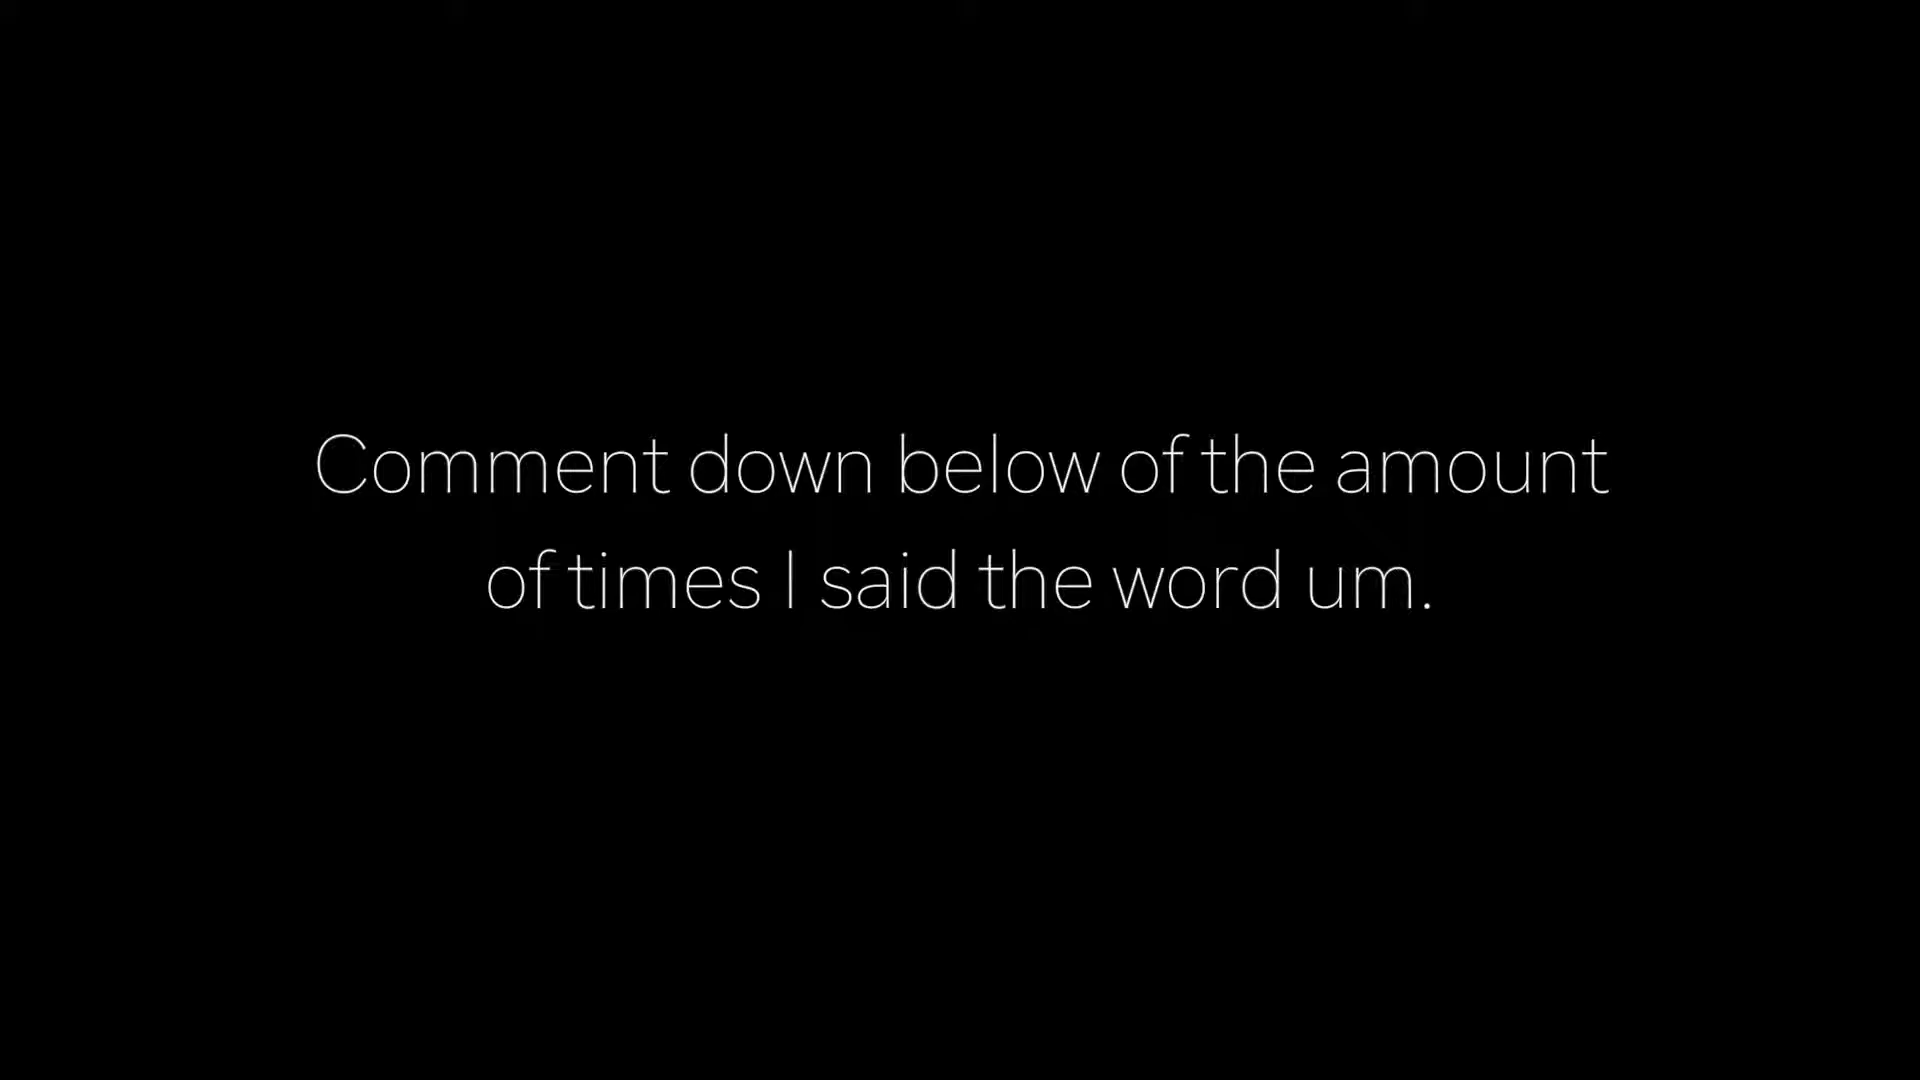 Comment down below of the amount
of times I said the word um.